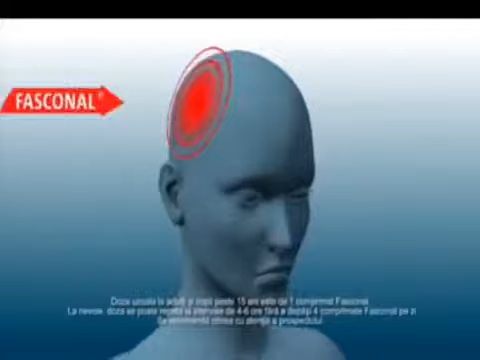 FASCONAL®
Doza uzuala la adulti și copii peste 15 ani este de 1 comprimat Fasconal.
La nevoie, doza se poate repeta la intervale de 4-6 ore fără a depăși 4 comprimate Fasconal pe zi
Se recomandă citirea cu atenție a prospectului